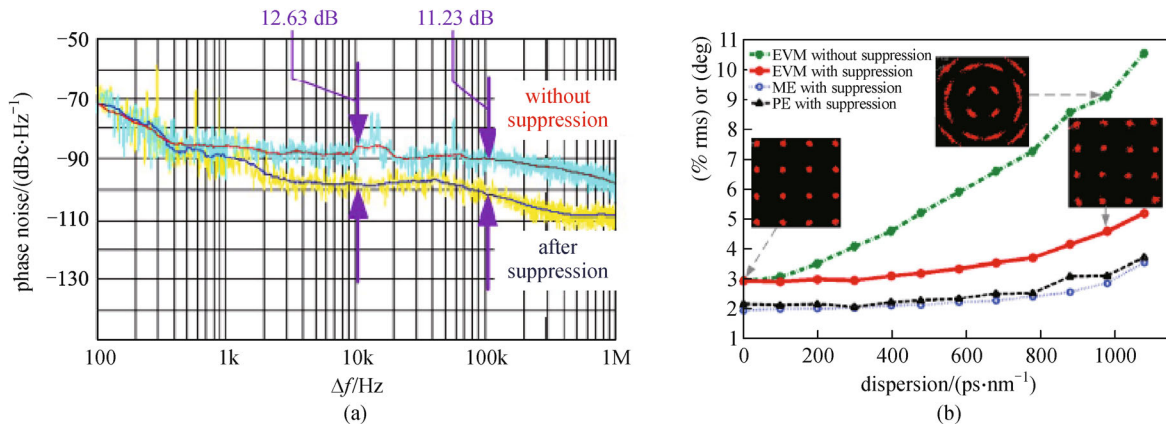 12.63 dB
11.23 dB
−50
−70
−90
−110
−130
phase noise/(dBc·Hz⁻¹)
without
suppression
after
suppression
100
1k
10k
100k
1M
Δf/Hz
(a)
11
10
9
8
7
6
5
4
3
2
1
(% rms) or (deg)
EVM without suppression
EVM with suppression
ME with suppression
PE with suppression
0
200
400
600
800
1000
dispersion/(ps·nm⁻¹)
(b)